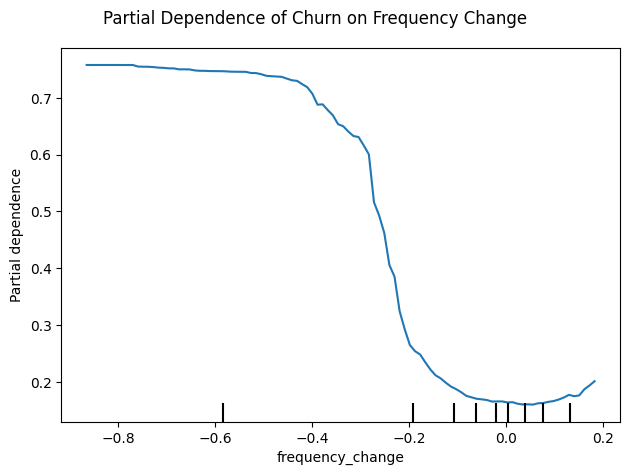 Partial Dependence of Churn on Frequency Change
Partial dependence
0.7
0.6
0.5
0.4
0.3
0.2
−0.8 −0.6 −0.4 −0.2 0.0 0.2
frequency_change